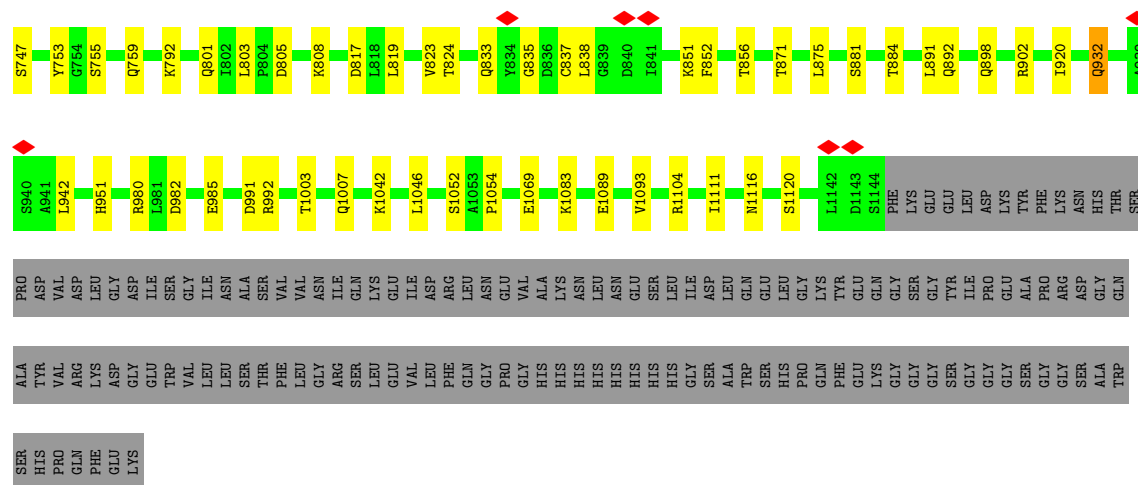 S747 Y753 G754 S755 Q759 K792 Q801 I802 L803 P804 D805 K808 D817 L818 L819 V823 T824 Q833 Y834 G835 D836 C837 L838 G839 D840 I841 K851 F852 T856 T871 L875 S881 T884 L891 Q892 Q898 R902 I920 Q932
S940 A941 L942 H951 R980 L981 D982 E985 D991 R992 T1003 Q1007 K1042 L1046 S1052 A1053 P1054 E1069 K1083 E1089 V1093 R1104 I1111 N1116 S1120 L1142 D1143 S1144 PHE LYS GLU GLU LEU ASP LYS TYR PHE LYS ASN HIS THR SER
PRO ASP VAL ASP LEU GLY ASP ILE SER GLY ILE ASN ALA SER VAL VAL ASN ILE GLN LYS GLU ILE ASP ARG LEU ASN GLU VAL ALA LYS ASN LEU ASN GLU SER LEU ILE ASP LEU GLN GLU LEU GLY LYS TYR GLU GLN GLY SER GLY TYR ILE PRO GLU ALA PRO ARG ASP GLY GLN
ALA TYR VAL ARG LYS ASP GLY GLU TRP VAL LEU LEU SER THR PHE LEU GLY ARG SER LEU GLU VAL LEU PHE GLN GLY PRO GLY HIS HIS HIS HIS HIS HIS HIS HIS GLY SER ALA TRP SER HIS PRO GLN PHE GLU LYS GLY GLY GLY SER GLY GLY GLY SER GLY GLY SER ALA TRP
SER HIS PRO GLN PHE GLU LYS